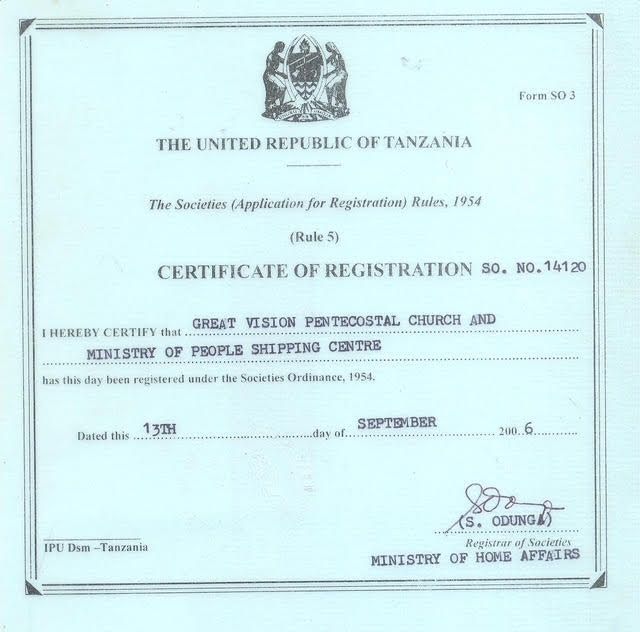 Form SO 3
THE UNITED REPUBLIC OF TANZANIA
The Societies (Application for Registration) Rules, 1954
(Rule 5)
CERTIFICATE OF REGISTRATION SO. NO.14120
I HEREBY CERTIFY that GREAT VISION PENTECOSTAL CHURCH AND
MINISTRY OF PEOPLE SHIPPING CENTRE
has this day been registered under the Societies Ordinance, 1954.
Dated this 13TH day of SEPTEMBER 2006
(S. ODUNGA)
IPU Dsm –Tanzania
Registrar of Societies
MINISTRY OF HOME AFFAIRS